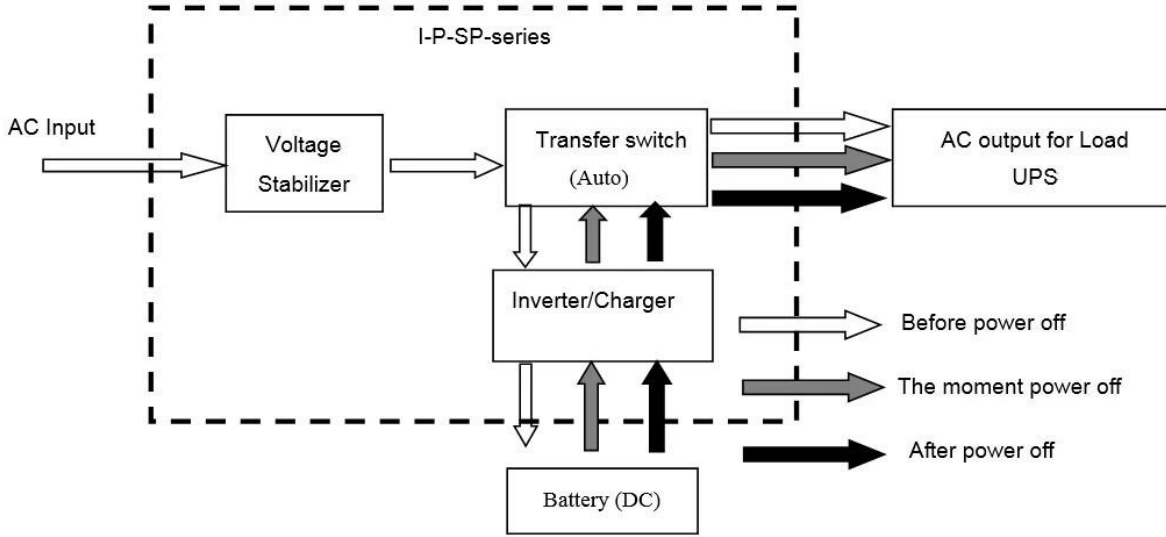 I-P-SP-series
AC Input
Voltage
Stabilizer
Transfer switch
(Auto)
AC output for Load
UPS
Inverter/Charger
Before power off
The moment power off
After power off
Battery (DC)